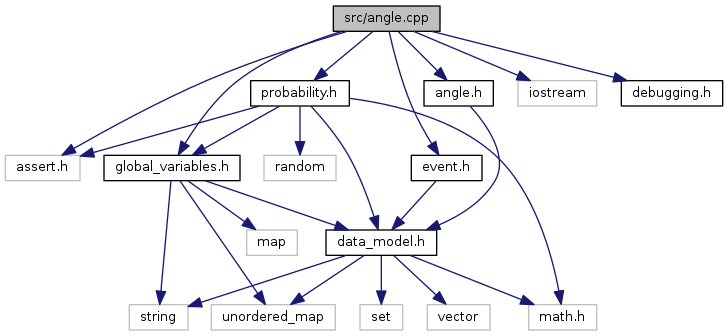 src/angle.cpp
probability.h
angle.h
iostream
debugging.h
assert.h
global_variables.h
random
event.h
map
data_model.h
string
unordered_map
set
vector
math.h